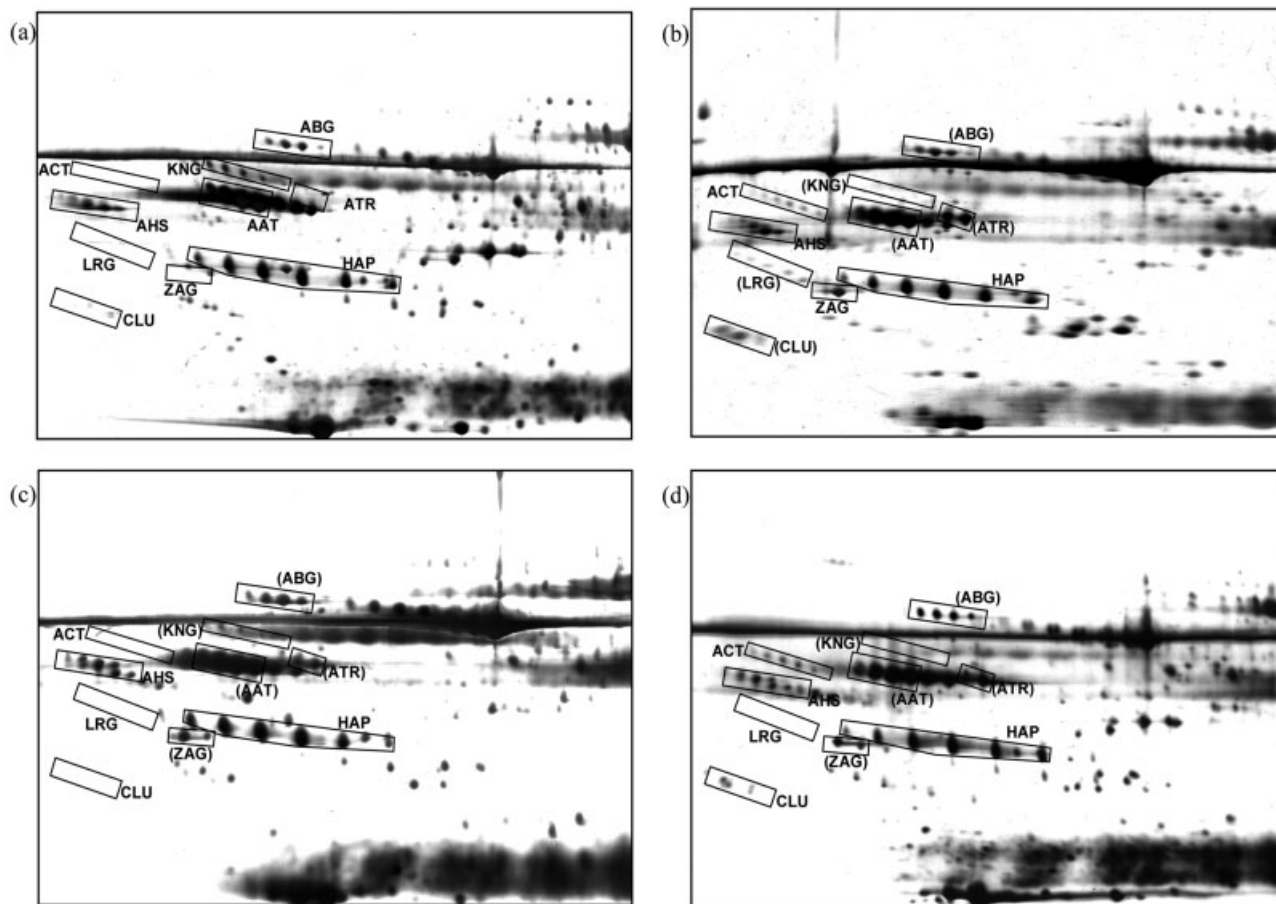 (a)
ABG
ACT
KNG
ATR
AHS
AAT
LRG
HAP
ZAG
CLU
(b)
(ABG)
(KNG)
ACT
(ATR)
AHS
(AAT)
(LRG)
HAP
ZAG
(CLU)
(c)
(ABG)
ACT
(KNG)
AHS
(ATR)
(AAT)
LRG
HAP
(ZAG)
CLU
(d)
(ABG)
(KNG)
ACT
(ATR)
AHS
(AAT)
LRG
HAP
(ZAG)
CLU